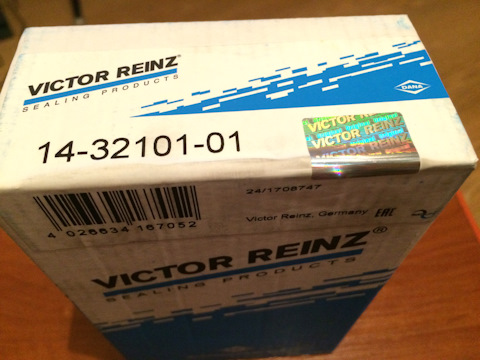 VICTOR REINZ®
SEALING PRODUCTS
DANA
14-32101-01
VICTOR REINZ
VICTOR REINZ
24/1708747
4 026634 167052
Victor Reinz, Germany EAC
VICTOR REINZ®
SEALING PRODUCTS